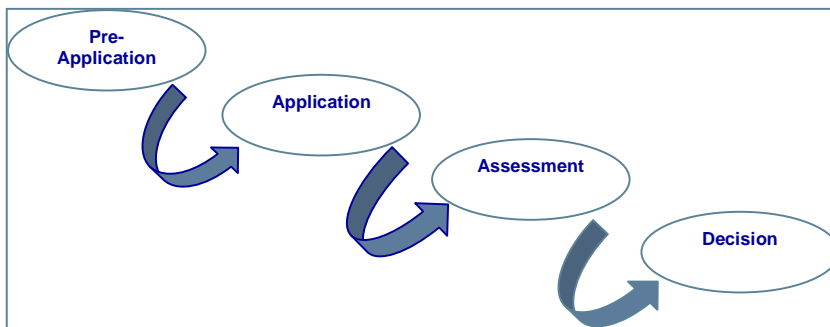 Pre-
Application
Application
Assessment
Decision